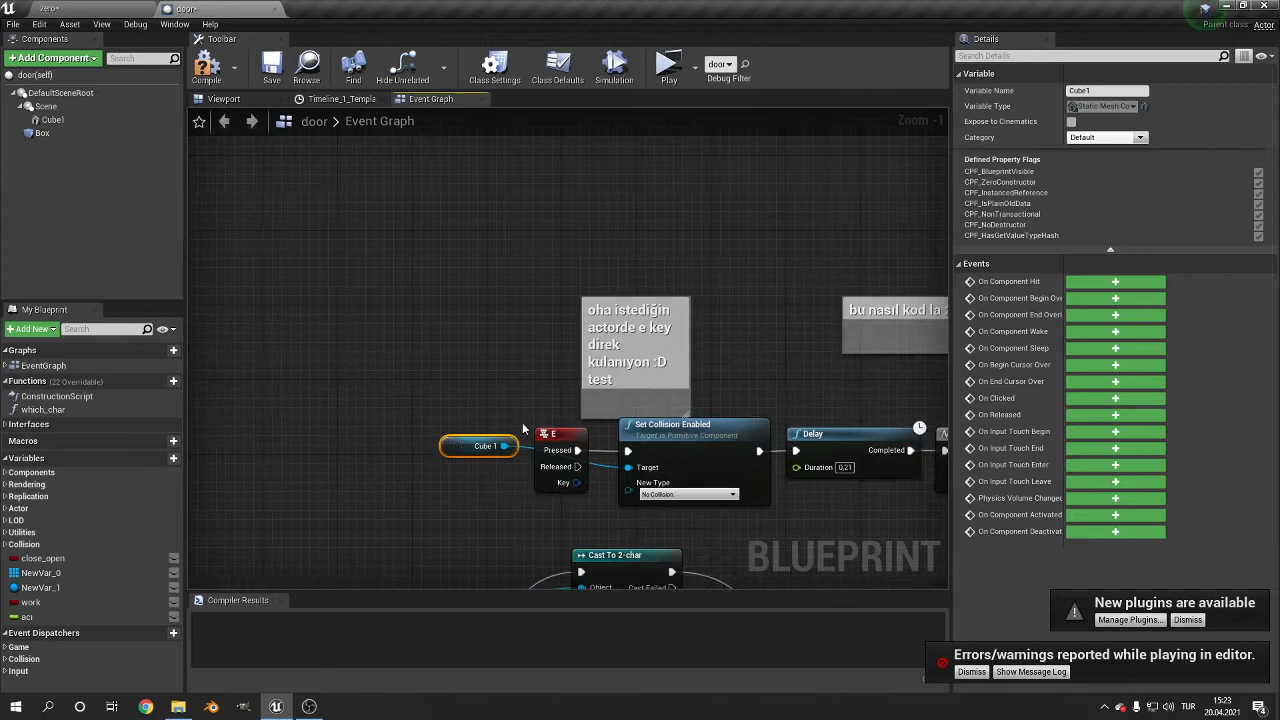 zero*
door*
Parent class:
Actor
File
Edit
Asset
View
Debug
Window
Help
Components
+ Add Component
Search
door(self)
DefaultSceneRoot
Scene
Cube1
Box
Toolbar
Compile
Save
Browse
Find
Hide Unrelated
Class Settings
Class Defaults
Simulation
Play
door
Debug Filter
Viewport
Timeline_1_Templa
Event Graph
door
Event Graph
Zoom -1
oha istediğin
actorde e key
direk
kulanıyon :D
test
bu nasıl kod la
Cube 1
E
Pressed
Released
Key
Set Collision Enabled
Target is Primitive Component
Target
New Type
No Collision
Delay
Completed
Duration
0.21
Cast To 2-char
Object
Cast Failed
BLUEPRINT
Compiler Results
My Blueprint
+ Add New
Search
Graphs
EventGraph
Functions (22 Overridable)
ConstructionScript
which_char
Interfaces
Macros
Variables
Components
Rendering
Replication
Actor
LOD
Utilities
Collision
close_open
NewVar_0
NewVar_1
work
acı
Event Dispatchers
Game
Collision
Input
Details
Search Details
Variable
Variable Name
Cube1
Variable Type
Static Mesh Co
Expose to Cinematics
Category
Default
Defined Property Flags
CPF_BlueprintVisible
CPF_ZeroConstructor
CPF_InstancedReference
CPF_IsPlainOldData
CPF_NonTransactional
CPF_NoDestructor
CPF_HasGetValueTypeHash
Events
On Component Hit
On Component Begin Ove
On Component End Overl
On Component Wake
On Component Sleep
On Begin Cursor Over
On End Cursor Over
On Clicked
On Released
On Input Touch Begin
On Input Touch End
On Input Touch Enter
On Input Touch Leave
Physics Volume Changed
On Component Activated
On Component Deactivat
New plugins are available
Manage Plugins...
Dismiss
Errors/warnings reported while playing in editor.
Dismiss
Show Message Log
TUR
15:23
20.04.2021